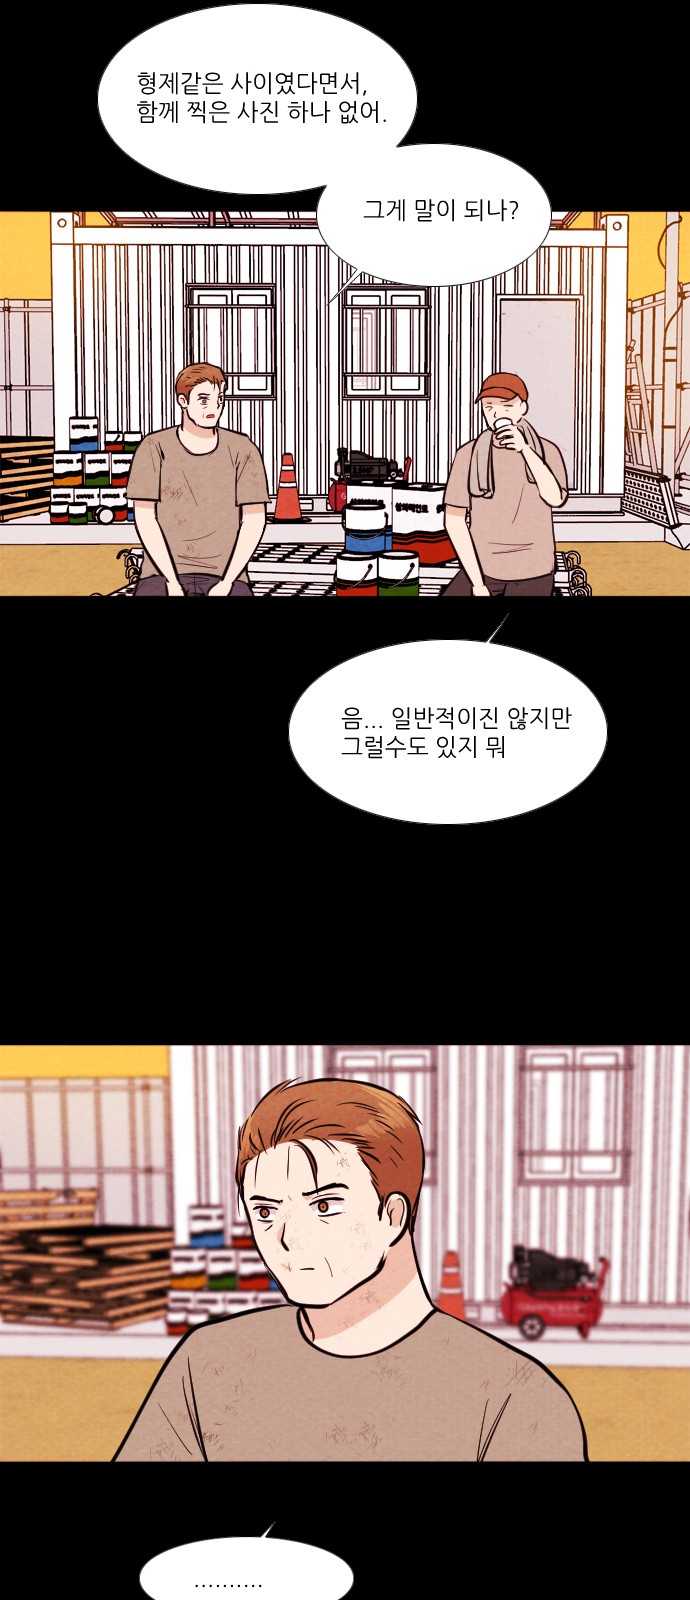 형제같은 사이였다면서,
함께 찍은 사진 하나 없어.
그게 말이 되나?
음... 일반적이진 않지만
그럴수도 있지 뭐
..........